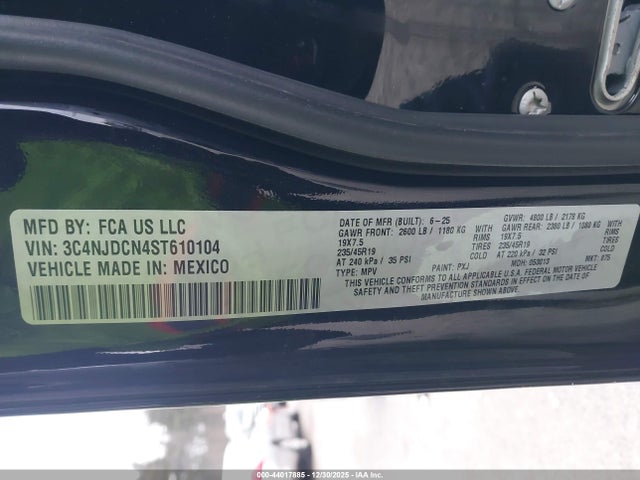 MFD BY: FCA US LLC
VIN: 3C4NJDCN4ST610104
VEHICLE MADE IN: MEXICO
DATE OF MFR (BUILT): 6-25
GVWR: 4800 LB / 2178 KG
GAWR FRONT: 2600 LB / 1180 KG WITH
GAWR REAR: 2380 LB / 1080 KG WITH
19X7.5 RIMS
19X7.5 RIMS
235/45R19 TIRES
235/45R19 TIRES
AT 240 kPa / 35 PSI COLD
AT 220 kPa / 32 PSI COLD
TYPE: MPV
PAINT: PXJ
MDH: 053013
MKT: 875
THIS VEHICLE CONFORMS TO ALL APPLICABLE U.S.A. FEDERAL MOTOR VEHICLE
SAFETY AND THEFT PREVENTION STANDARDS IN EFFECT ON THE DATE OF
MANUFACTURE SHOWN ABOVE.
000-44017885 - 12/30/2025 - IAA, Inc.